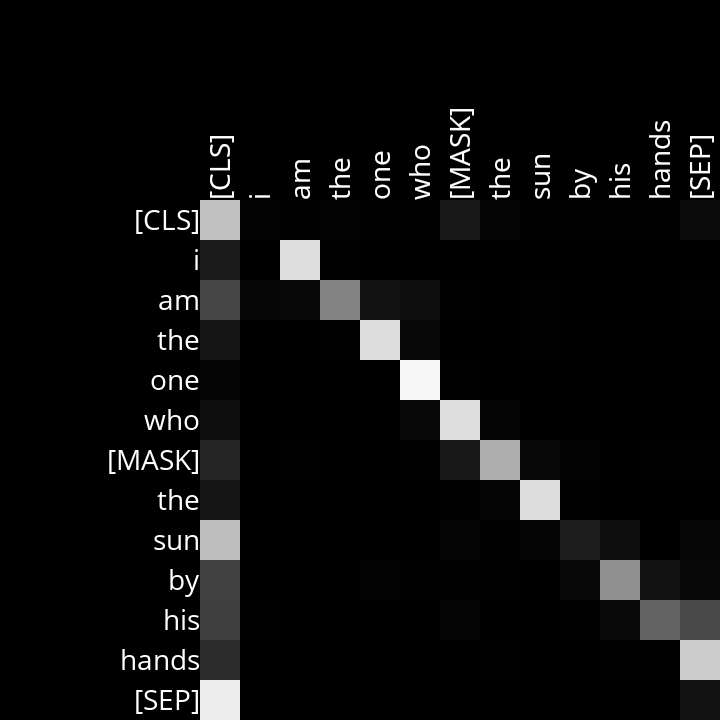 [CLS] i am the one who [MASK] the sun by his hands [SEP]
[CLS]
i
am
the
one
who
[MASK]
the
sun
by
his
hands
[SEP]